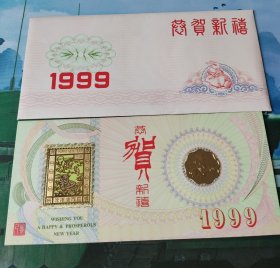 恭賀新禧
1999
恭
賀
新禧
1999
WISHING YOU
A HAPPY & PROSPEROUS
NEW YEAR